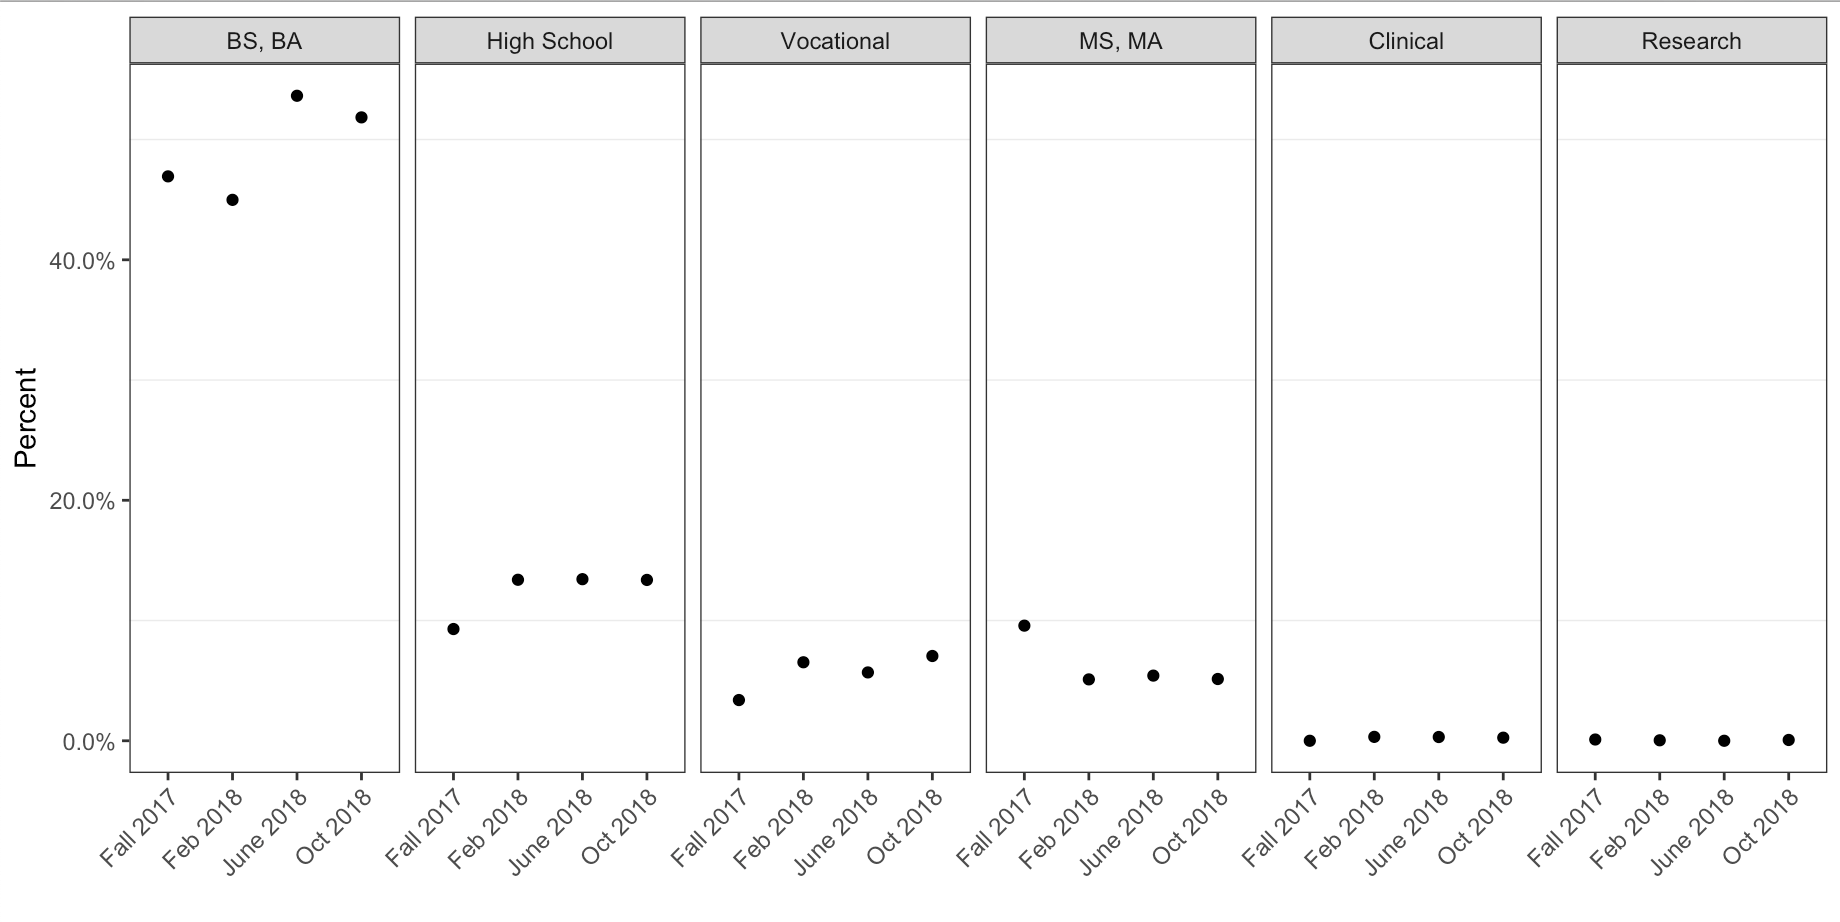 BS, BA
High School
Vocational
MS, MA
Clinical
Research
Percent
40.0%
20.0%
0.0%
Fall 2017
Feb 2018
June 2018
Oct 2018
Fall 2017
Feb 2018
June 2018
Oct 2018
Fall 2017
Feb 2018
June 2018
Oct 2018
Fall 2017
Feb 2018
June 2018
Oct 2018
Fall 2017
Feb 2018
June 2018
Oct 2018
Fall 2017
Feb 2018
June 2018
Oct 2018